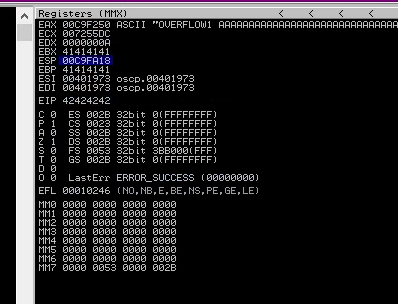 Registers (MMX) < < < <
EAX 00C9F250 ASCII "OVERFLOW1 AAAAAAAAAAAAAAAAAAAAAAAAAAAAA
ECX 007255DC
EDX 0000000A
EBX 41414141
ESP 00C9FA18
EBP 41414141
ESI 00401973 oscp.00401973
EDI 00401973 oscp.00401973
EIP 42424242
C 0 ES 002B 32bit 0(FFFFFFFF)
P 1 CS 0023 32bit 0(FFFFFFFF)
A 0 SS 002B 32bit 0(FFFFFFFF)
Z 1 DS 002B 32bit 0(FFFFFFFF)
S 0 FS 0053 32bit 3BB000(FFF)
T 0 GS 002B 32bit 0(FFFFFFFF)
D 0
O 0 LastErr ERROR_SUCCESS (00000000)
EFL 00010246 (NO,NB,E,BE,NS,PE,GE,LE)
MM0 0000 0000 0000 0000
MM1 0000 0000 0000 0000
MM2 0000 0000 0000 0000
MM3 0000 0000 0000 0000
MM4 0000 0000 0000 0000
MM5 0000 0000 0000 0000
MM6 0000 0000 0000 0000
MM7 0000 0053 0000 002B